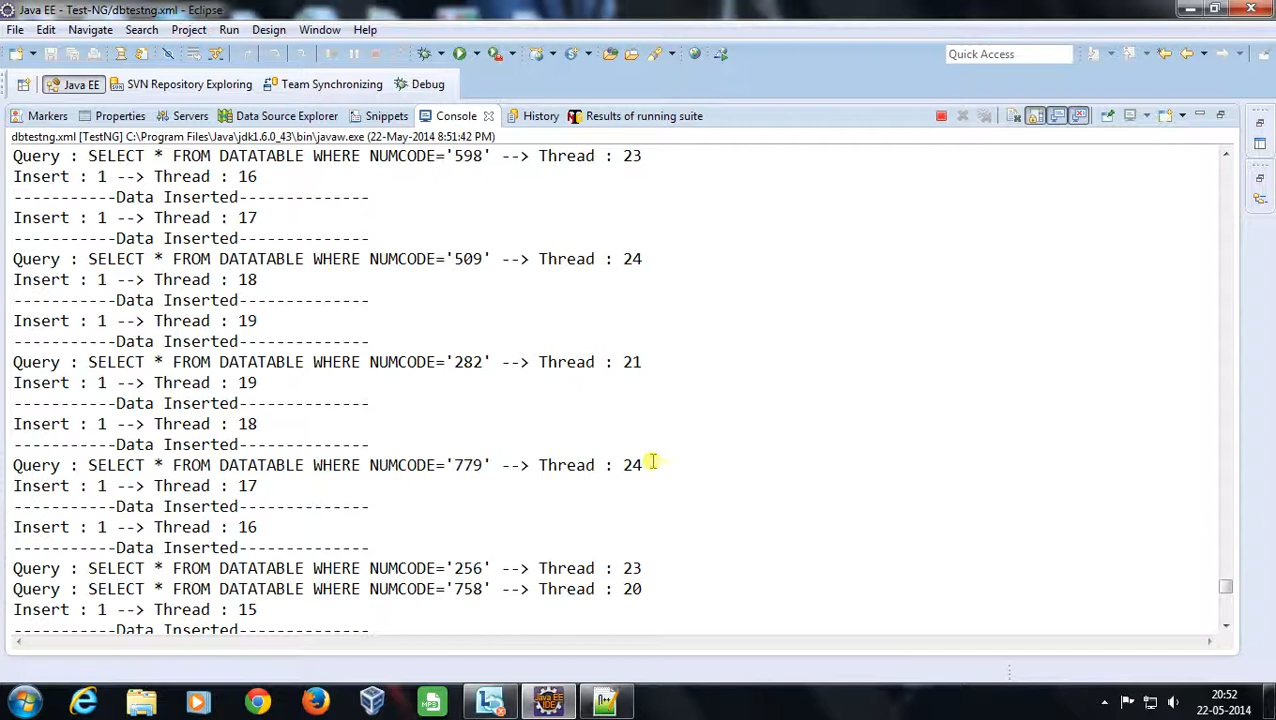 Java EE - Test-NG/dbtestng.xml - Eclipse
File Edit Navigate Search Project Run Design Window Help
Quick Access
Java EE SVN Repository Exploring Team Synchronizing Debug
Markers Properties Servers Data Source Explorer Snippets Console History Results of running suite
dbtestng.xml [TestNG] C:\Program Files\Java\jdk1.6.0_43\bin\javaw.exe (22-May-2014 8:51:42 PM)
Query : SELECT * FROM DATATABLE WHERE NUMCODE='598' --> Thread : 23
Insert : 1 --> Thread : 16
-----------Data Inserted--------------
Insert : 1 --> Thread : 17
-----------Data Inserted--------------
Query : SELECT * FROM DATATABLE WHERE NUMCODE='509' --> Thread : 24
Insert : 1 --> Thread : 18
-----------Data Inserted--------------
Insert : 1 --> Thread : 19
-----------Data Inserted--------------
Query : SELECT * FROM DATATABLE WHERE NUMCODE='282' --> Thread : 21
Insert : 1 --> Thread : 19
-----------Data Inserted--------------
Insert : 1 --> Thread : 18
-----------Data Inserted--------------
Query : SELECT * FROM DATATABLE WHERE NUMCODE='779' --> Thread : 24
Insert : 1 --> Thread : 17
-----------Data Inserted--------------
Insert : 1 --> Thread : 16
-----------Data Inserted--------------
Query : SELECT * FROM DATATABLE WHERE NUMCODE='256' --> Thread : 23
Query : SELECT * FROM DATATABLE WHERE NUMCODE='758' --> Thread : 20
Insert : 1 --> Thread : 15
-----------Data Inserted--------------
MP3
Java EE
IDE
N++
20:52
22-05-2014